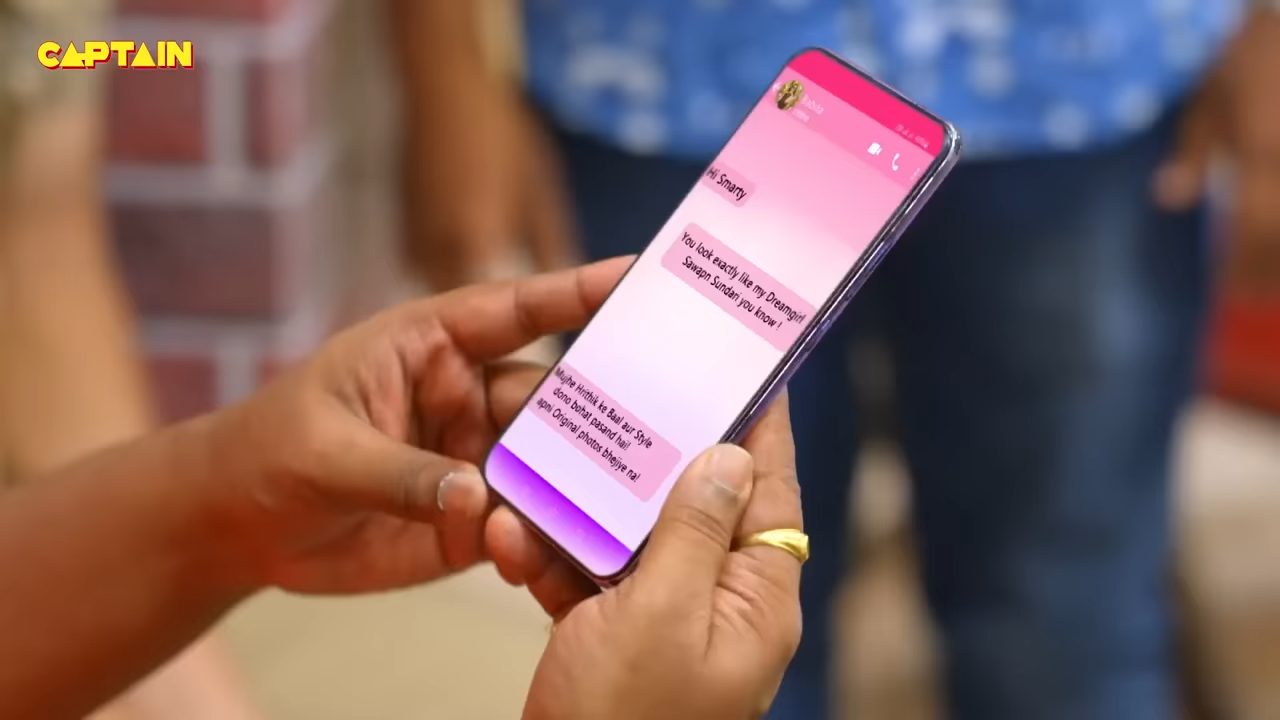 CAPTAIN
Hi Smarty
You look exactly like my Dreamgirl
Sawapn Sundari you know !
Mujhe Hrithik ke Baal aur Style
dono bohat pasand hai!
apni Original photos bhejiye na!